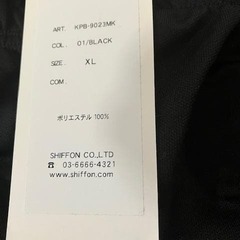 ART. KPB-9023MK
COL. 01/BLACK
SIZE. XL
COM.
ポリエステル 100%
SHIFFON CO.,LTD
☎ 03-6666-4321
www.shiffon.com